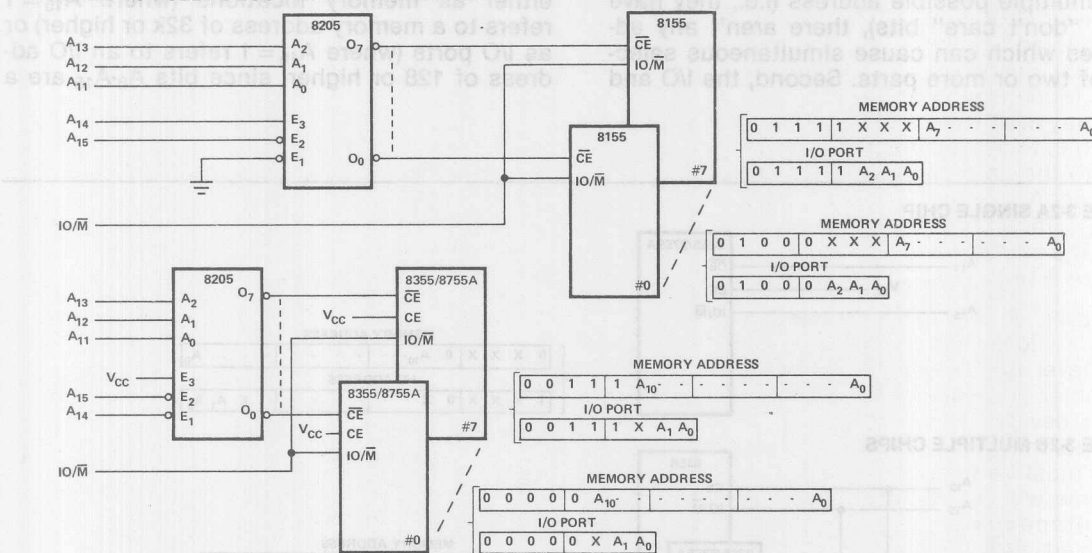 8205
A13
A12
A11
A14
A15
A2
A1
A0
E3
E2
E1
O7
O0
IO/M̅
8155
C̅E̅
IO/M̅
#7
8155
C̅E̅
IO/M̅
#0
MEMORY ADDRESS
0 1 1 1 1 X X X A7 - - - - - A0
I/O PORT
0 1 1 1 1 A2 A1 A0
MEMORY ADDRESS
0 1 0 0 0 X X X A7 - - - - - A0
I/O PORT
0 1 0 0 0 A2 A1 A0
8205
A13
A12
A11
VCC
A15
A14
A2
A1
A0
E3
E2
E1
O7
O0
IO/M̅
8355/8755A
C̅E̅
VCC
CE
IO/M̅
#7
8355/8755A
C̅E̅
VCC
CE
IO/M̅
#0
MEMORY ADDRESS
0 0 1 1 1 A10 - - - - - - - A0
I/O PORT
0 0 1 1 1 X A1 A0
MEMORY ADDRESS
0 0 0 0 0 A10 - - - - - - - A0
I/O PORT
0 0 0 0 0 X A1 A0